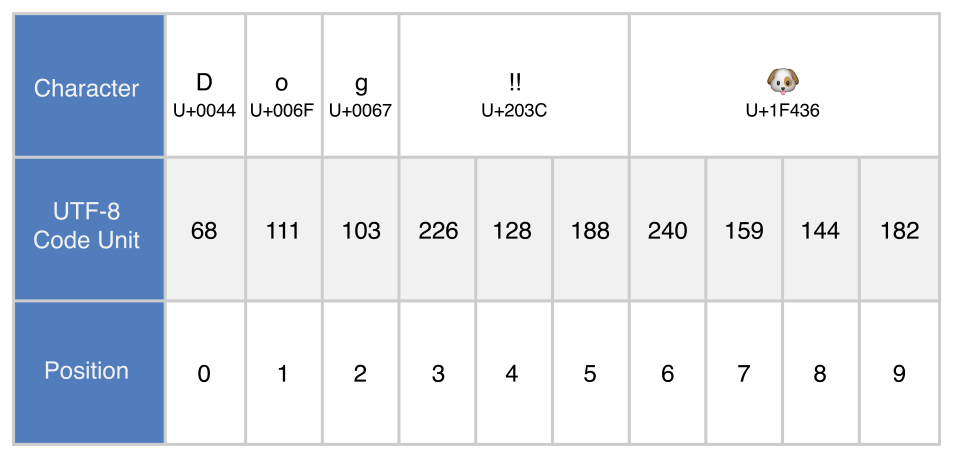 Character D o g ‼ 🐶
U+0044 U+006F U+0067 U+203C U+1F436
UTF-8
Code Unit 68 111 103 226 128 188 240 159 144 182
Position 0 1 2 3 4 5 6 7 8 9